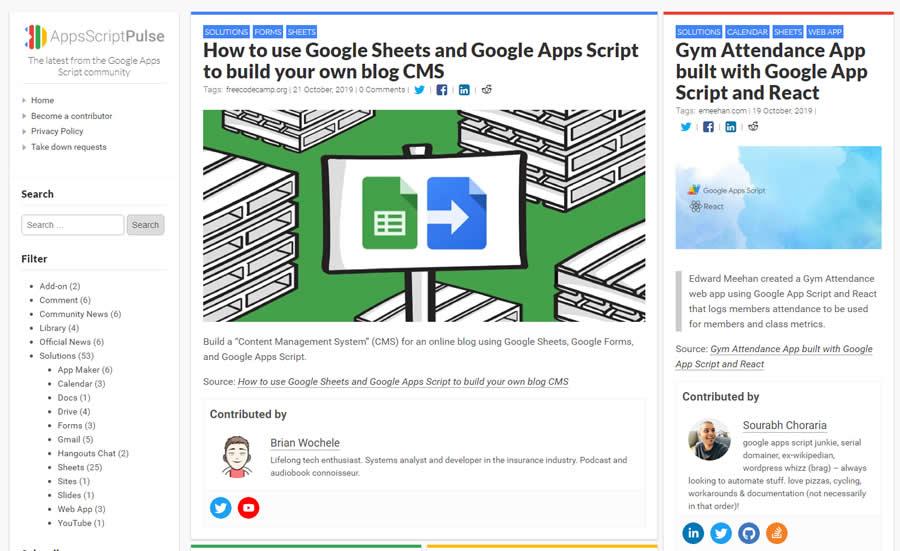 AppsScriptPulse
The latest from the Google Apps
Script community
Home
Become a contributor
Privacy Policy
Take down requests
Search
Search …
Search
Filter
Add-on (2)
Comment (6)
Community News (6)
Library (4)
Official News (6)
Solutions (53)
App Maker (6)
Calendar (3)
Docs (1)
Drive (4)
Forms (3)
Gmail (5)
Hangouts Chat (2)
Sheets (25)
Sites (1)
Slides (1)
Web App (3)
YouTube (1)
SOLUTIONS FORMS SHEETS
How to use Google Sheets and Google Apps Script
to build your own blog CMS
Tags: freecodecamp.org | 21 October, 2019 | 0 Comments |
Build a “Content Management System” (CMS) for an online blog using Google Sheets, Google Forms,
and Google Apps Script.
Source: How to use Google Sheets and Google Apps Script to build your own blog CMS
Contributed by
Brian Wochele
Lifelong tech enthusiast. Systems analyst and developer in the insurance industry. Podcast and
audiobook connoisseur.
SOLUTIONS CALENDAR SHEETS WEB APP
Gym Attendance App
built with Google App
Script and React
Tags: emeehan.com | 19 October, 2019 |
Google Apps Script
React
Edward Meehan created a Gym Attendance
web app using Google App Script and React
that logs members attendance to be used
for members and class metrics.
Source: Gym Attendance App built with Google
App Script and React
Contributed by
Sourabh Choraria
google apps script junkie, serial
domainer, ex-wikipedian,
wordpress whizz (brag) – always
looking to automate stuff. love pizzas, cycling,
workarounds & documentation (not necessarily
in that order)!